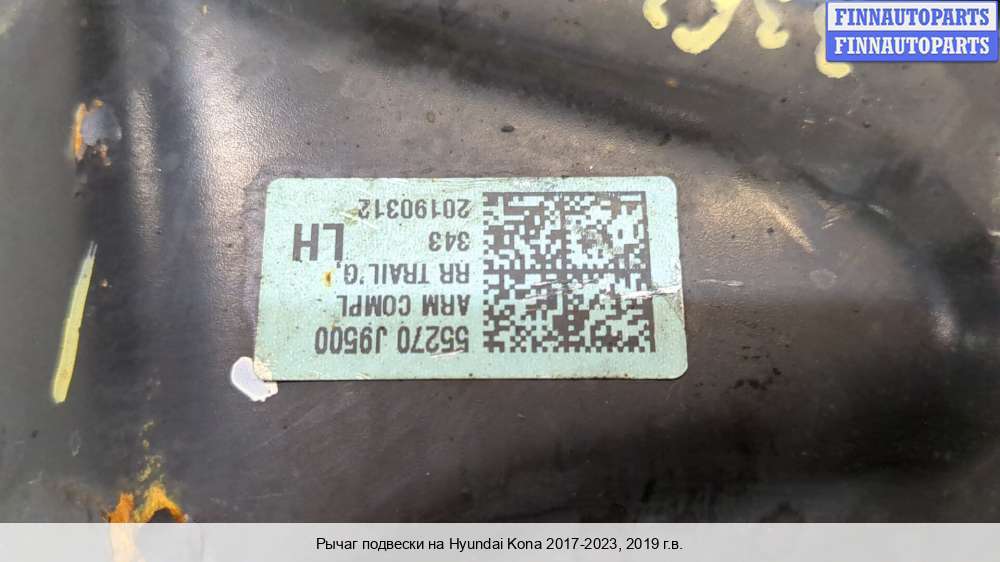 FINNAUTOPARTS
FINNAUTOPARTS
55270 J9500
ARM COMPL
RR TRAIL'G,
343 LH
20190312
Рычаг подвески на Hyundai Kona 2017-2023, 2019 г.в.